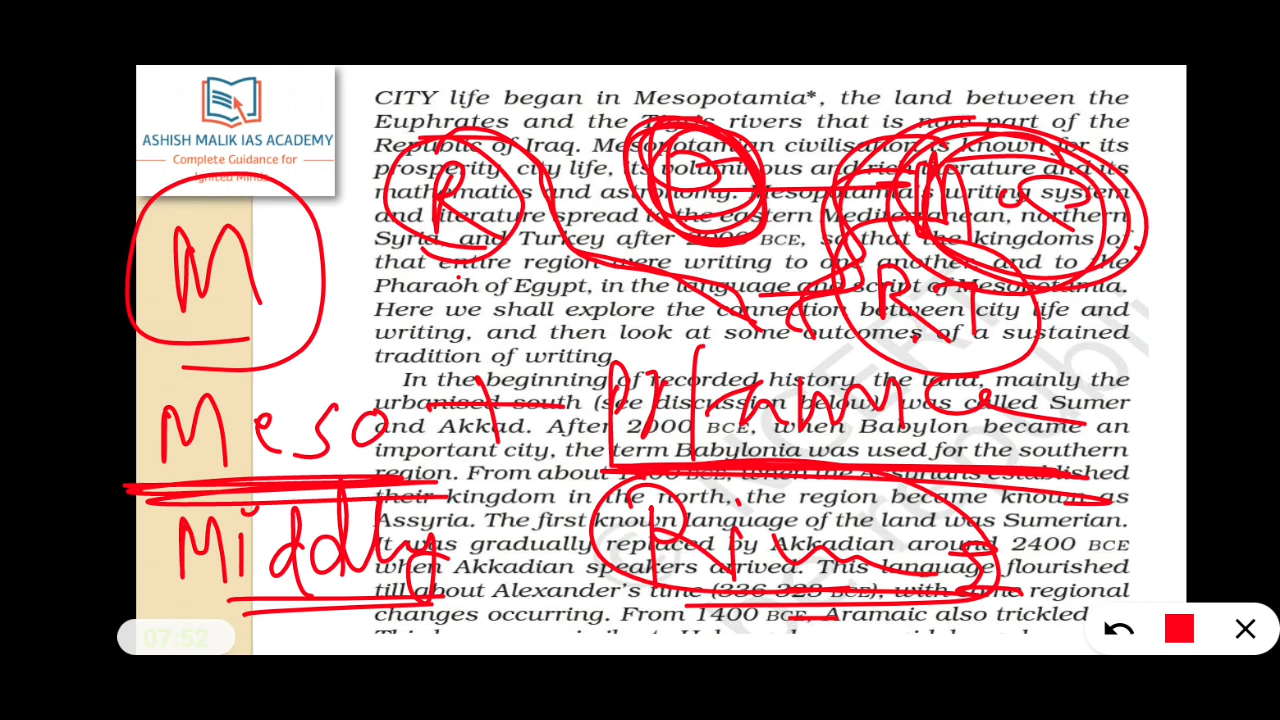 ASHISH MALIK IAS ACADEMY
Complete Guidance for
Ignited Minds
CITY life began in Mesopotamia*, the land between the
Euphrates and the Tigris rivers that is now part of the
Republic of Iraq. Mesopotamian civilisation is known for its
prosperity, city life, its voluminous and rich literature and its
mathematics and astronomy. Mesopotamia's writing system
and literature spread to the eastern Mediterranean, northern
Syria, and Turkey after 2000 BCE, so that the kingdoms of
that entire region were writing to one another, and to the
Pharaoh of Egypt, in the language and script of Mesopotamia.
Here we shall explore the connection between city life and
writing, and then look at some outcomes of a sustained
tradition of writing.
In the beginning of recorded history, the land, mainly the
urbanised south (see discussion below), was called Sumer
and Akkad. After 2000 BCE, when Babylon became an
important city, the term Babylonia was used for the southern
region. From about BCE, when the Assyrians established
their kingdom in the north, the region became known as
Assyria. The first known language of the land was Sumerian.
It was gradually replaced by Akkadian around 2400 BCE
when Akkadian speakers arrived. This language flourished
till about Alexander's time (336-323 BCE), with some regional
changes occurring. From 1400 BCE, Aramaic also trickled
R
M
R T
M
Meso +
07:52